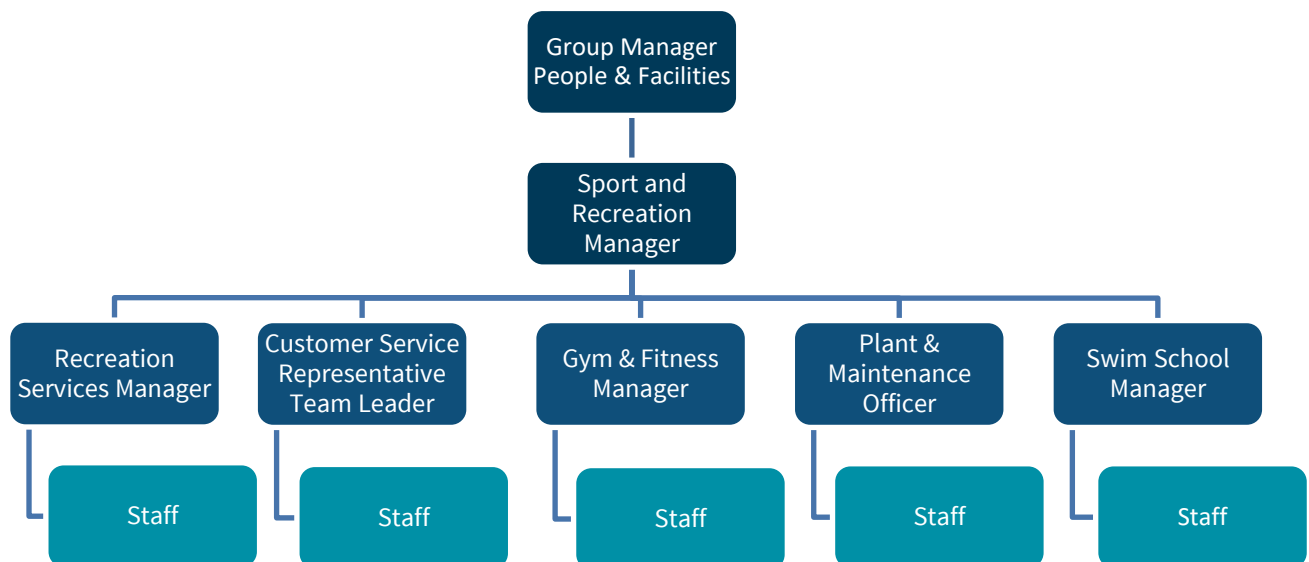 Group Manager
People & Facilities
Sport and
Recreation
Manager
Recreation
Services Manager
Customer Service
Representative
Team Leader
Gym & Fitness
Manager
Plant &
Maintenance
Officer
Swim School
Manager
Staff
Staff
Staff
Staff
Staff